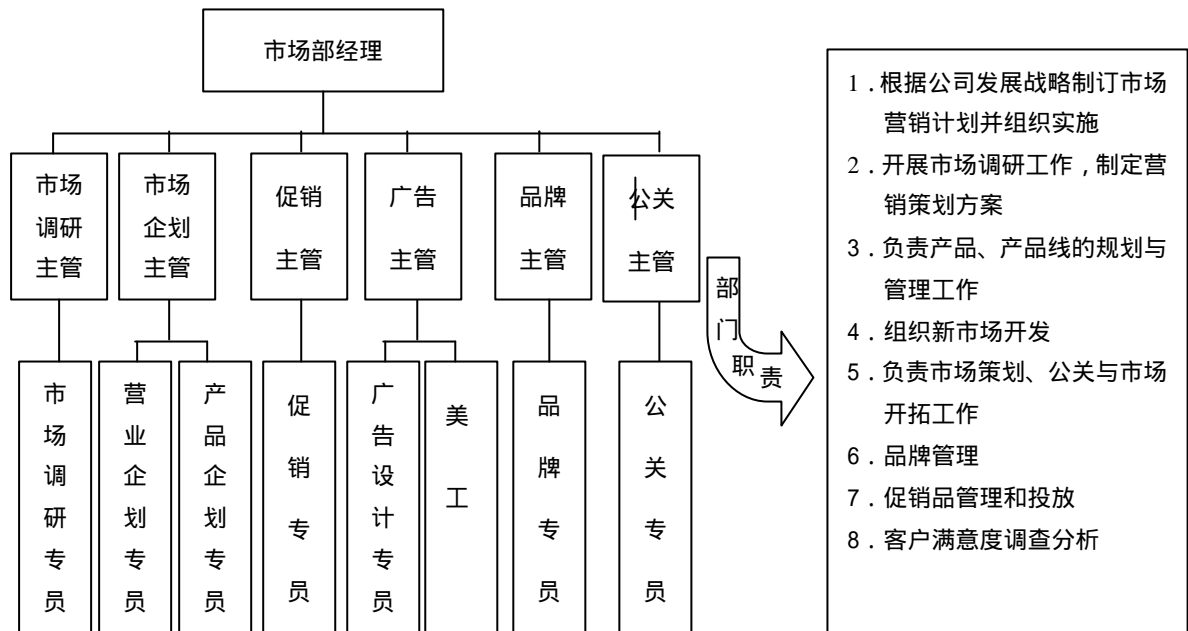 市场部经理
市场
调研
主管
市场
企划
主管
促销
主管
广告
主管
品牌
主管
公关
主管
市场调研专员
营业企划专员
产品企划专员
促销专员
广告设计专员
美工
品牌专员
公关专员
部门职责
1．根据公司发展战略制订市场
营销计划并组织实施
2．开展市场调研工作，制定营
销策划方案
3．负责产品、产品线的规划与
管理工作
4．组织新市场开发
5．负责市场策划、公关与市场
开拓工作
6．品牌管理
7．促销品管理和投放
8．客户满意度调查分析